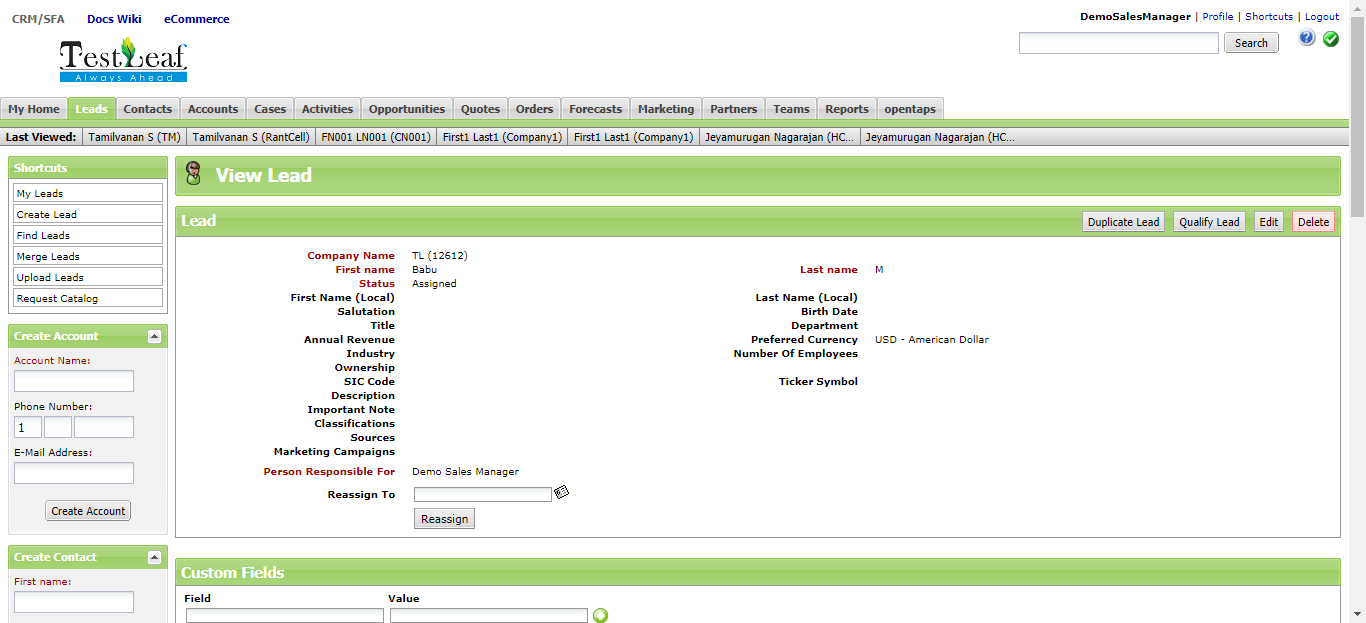 CRM/SFA Docs Wiki eCommerce
DemoSalesManager | Profile | Shortcuts | Logout
Search
TestLeaf
Always Ahead
My Home Leads Contacts Accounts Cases Activities Opportunities Quotes Orders Forecasts Marketing Partners Teams Reports opentaps
Last Viewed: Tamilvanan S (TM) Tamilvanan S (RantCell) FN001 LN001 (CN001) First1 Last1 (Company1) First1 Last1 (Company1) Jeyamurugan Nagarajan (HC... Jeyamurugan Nagarajan (HC...
Shortcuts
My Leads
Create Lead
Find Leads
Merge Leads
Upload Leads
Request Catalog
Create Account
Account Name:
Phone Number:
1
E-Mail Address:
Create Account
Create Contact
First name:
View Lead
Lead
Duplicate Lead Qualify Lead Edit Delete
Company Name TL (12612)
First name Babu Last name M
Status Assigned
First Name (Local) Last Name (Local)
Salutation Birth Date
Title Department
Annual Revenue Preferred Currency USD - American Dollar
Industry Number Of Employees
Ownership
SIC Code Ticker Symbol
Description
Important Note
Classifications
Sources
Marketing Campaigns
Person Responsible For Demo Sales Manager
Reassign To
Reassign
Custom Fields
Field Value